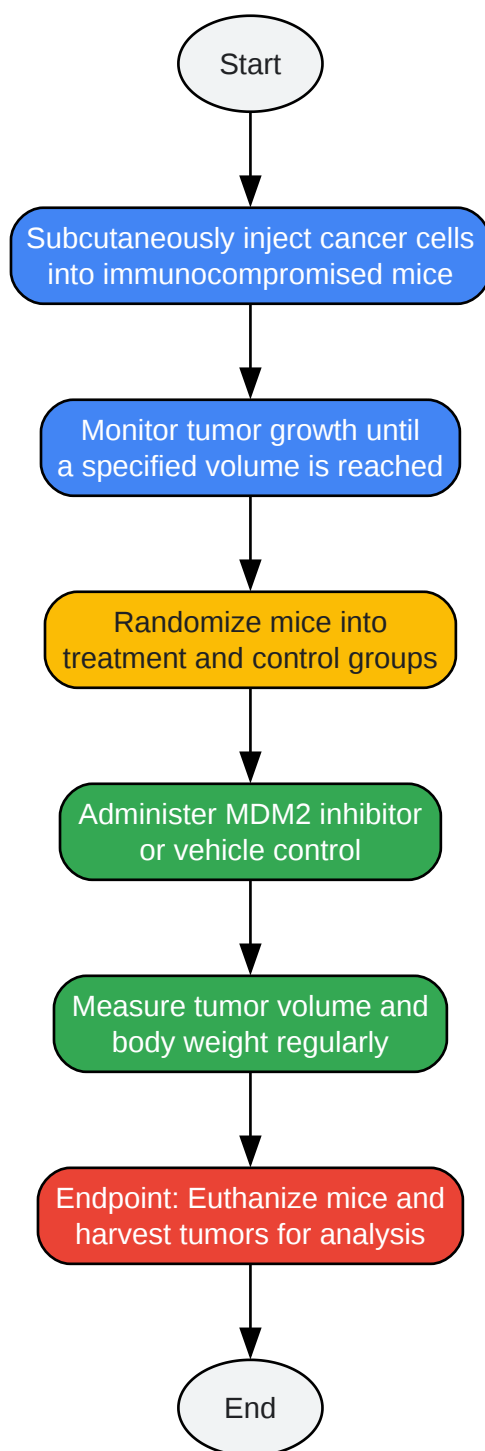 Start
Subcutaneously inject cancer cells
into immunocompromised mice
Monitor tumor growth until
a specified volume is reached
Randomize mice into
treatment and control groups
Administer MDM2 inhibitor
or vehicle control
Measure tumor volume and
body weight regularly
Endpoint: Euthanize mice and
harvest tumors for analysis
End